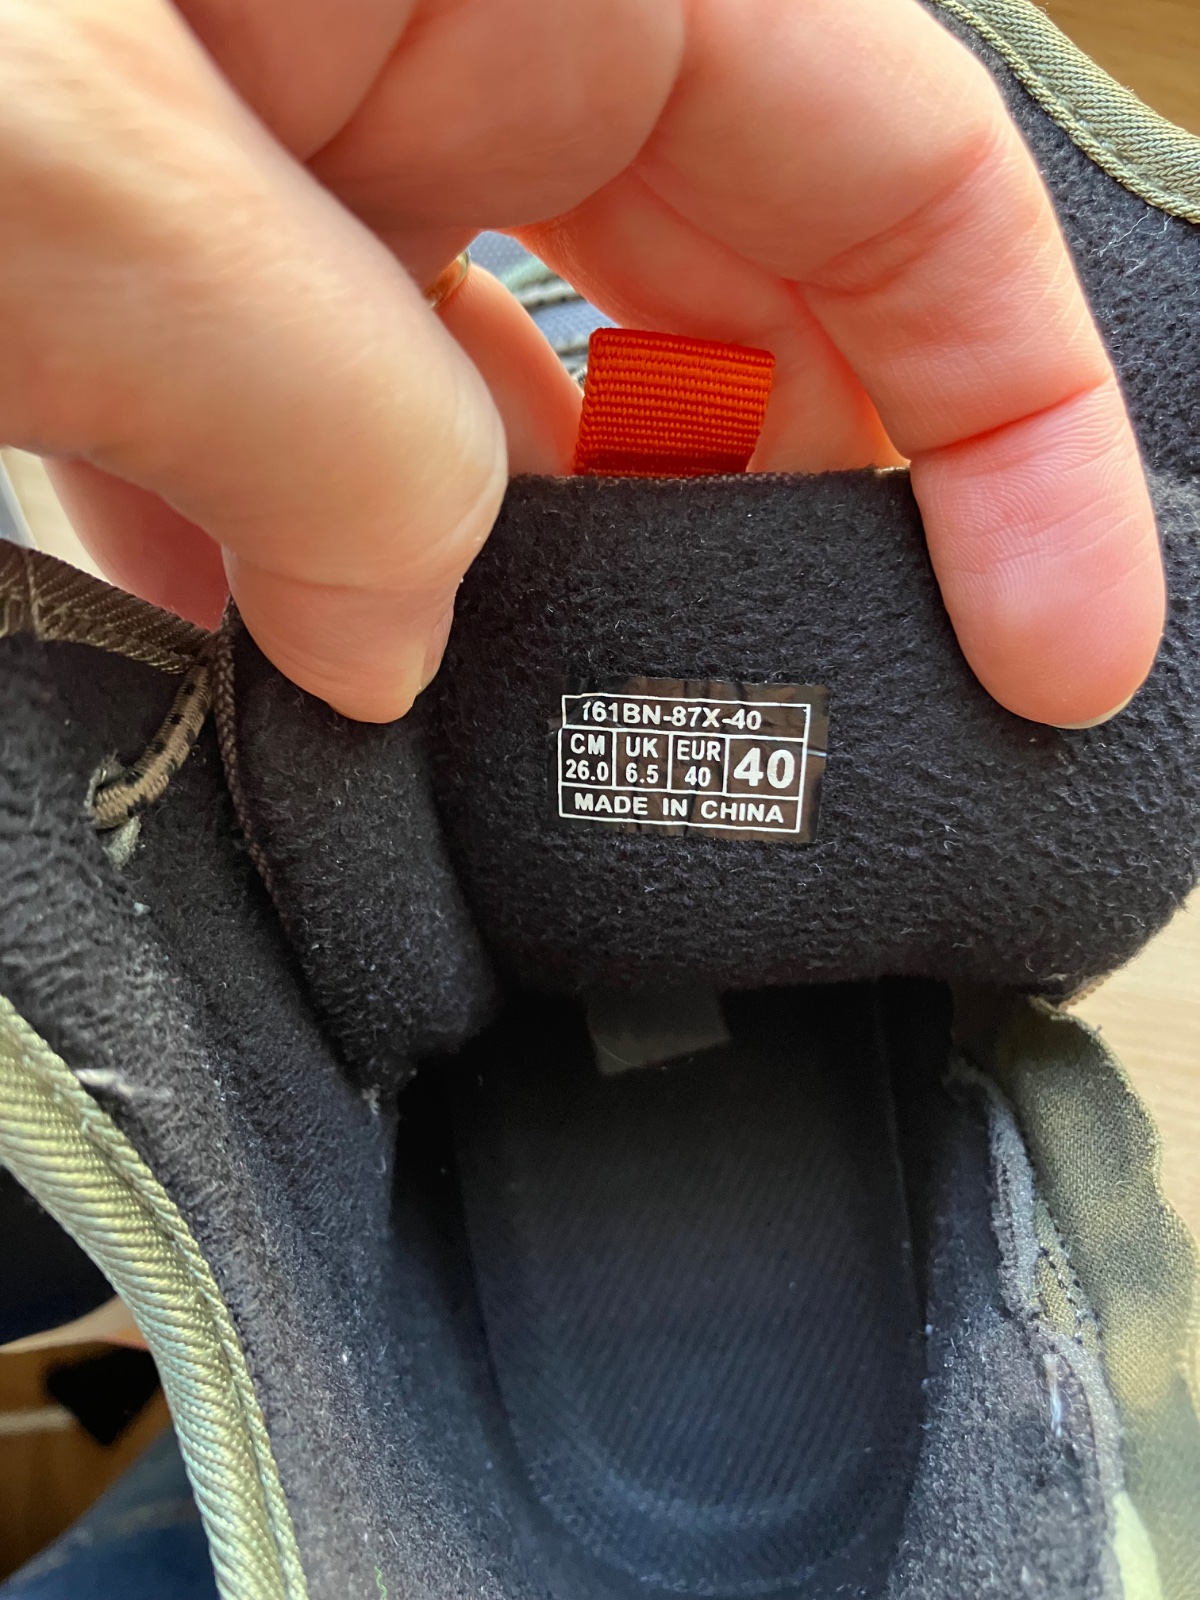 161BN-87X-40
CM UK EUR 40
26.0 6.5 40
MADE IN CHINA